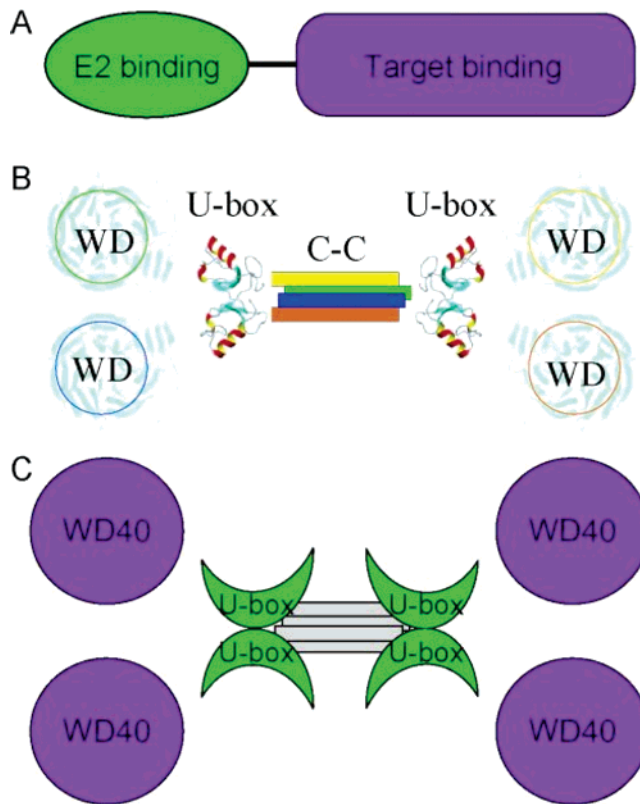 A
E2 binding Target binding
B
U-box U-box
WD C-C WD
WD WD
C
WD40 WD40
U-box U-box
U-box U-box
WD40 WD40